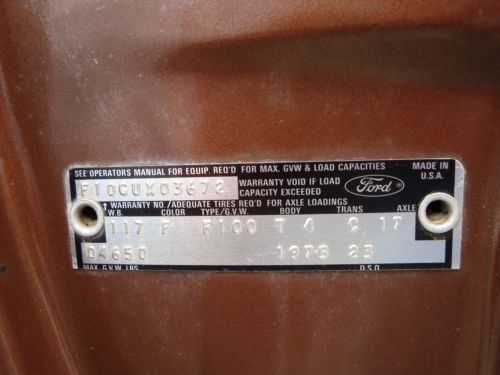 SEE OPERATORS MANUAL FOR EQUIP. REQ'D FOR MAX. GVW & LOAD CAPACITIES MADE IN U.S.A.
F10GUX03672 WARRANTY VOID IF LOAD CAPACITY EXCEEDED Ford
↑ WARRANTY NO./ADEQUATE TIRES REQ'D FOR AXLE LOADINGS
W.B. COLOR TYPE/G.V.W. BODY TRANS AXLE
117 F F100 17
04650 1975 23
MAX. G.V.W. LBS. D.S.O.